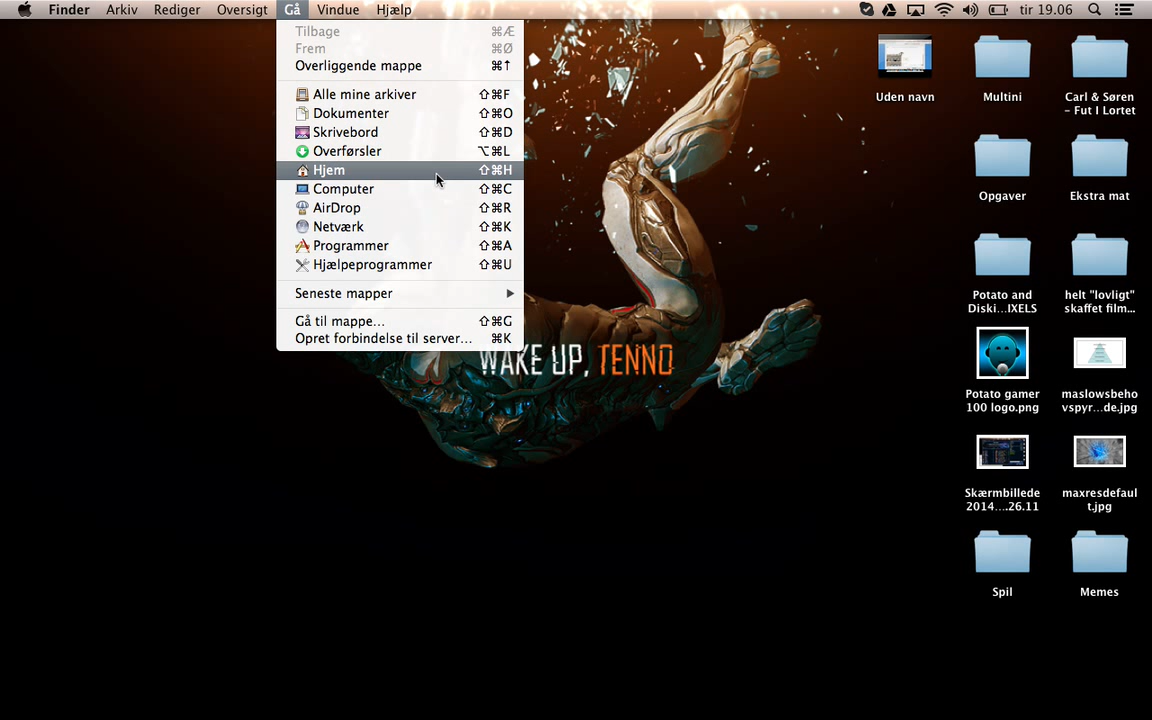 Finder Arkiv Rediger Oversigt Gå Vindue Hjælp tir 19.06
Tilbage ⌘Æ
Frem ⌘Ø
Overliggende mappe ⌘↑
Alle mine arkiver ⇧⌘F
Dokumenter ⇧⌘O
Skrivebord ⇧⌘D
Overførsler ⌥⌘L
Hjem ⇧⌘H
Computer ⇧⌘C
AirDrop ⇧⌘R
Netværk ⇧⌘K
Programmer ⇧⌘A
Hjælpeprogrammer ⇧⌘U
Seneste mapper
Gå til mappe... ⇧⌘G
Opret forbindelse til server... ⌘K
WAKE UP, TENNO
Uden navn
Multini
Carl & Søren
– Fut I Lortet
Opgaver
Ekstra mat
Potato and
Diski...IXELS
helt "lovligt"
skaffet film...
Potato gamer
100 logo.png
maslowsbeho
vspyr...de.jpg
Skærmbillede
2014....26.11
maxresdefaul
t.jpg
Spil
Memes